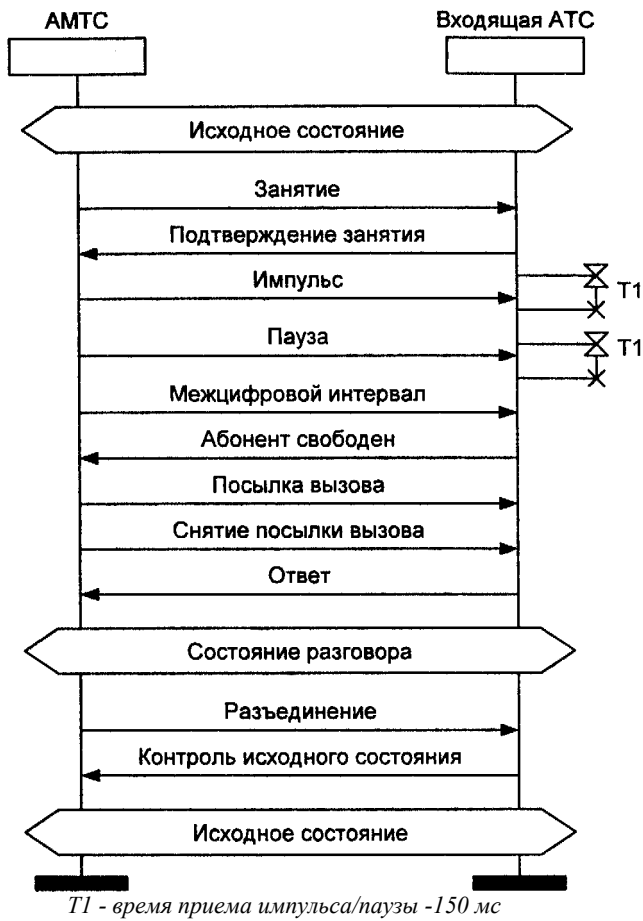 АМТС
Входящая АТС
Исходное состояние
Занятие
Подтверждение занятия
Импульс
T1
Пауза
T1
Межцифровой интервал
Абонент свободен
Посылка вызова
Снятие посылки вызова
Ответ
Состояние разговора
Разъединение
Контроль исходного состояния
Исходное состояние
T1 - время приема импульса/паузы -150 мс